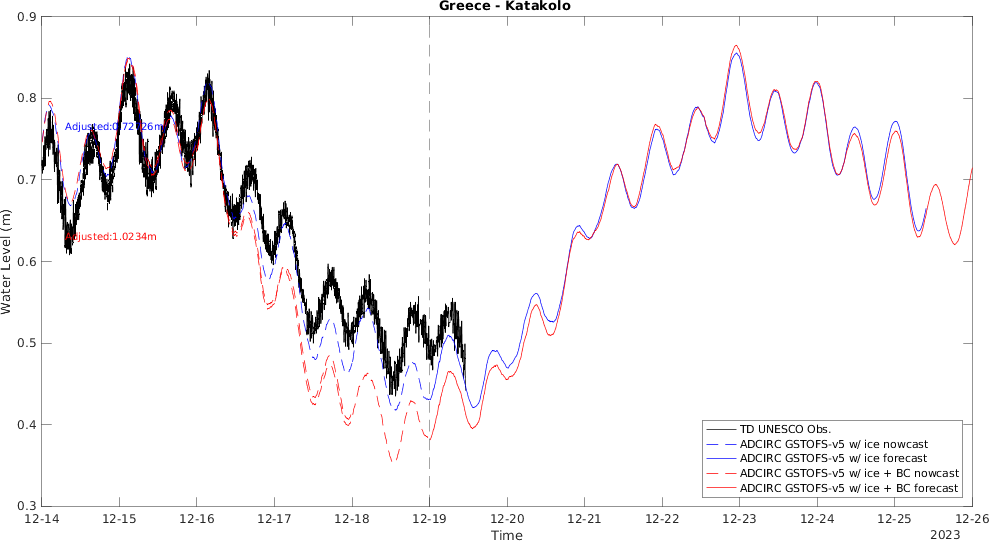 Greece - Katakolo
0.9
0.8
0.7
0.6
0.5
0.4
0.3
Water Level (m)
Adjusted:0.72726m
Adjusted:1.0234m
TD UNESCO Obs.
ADCIRC GSTOFS-v5 w/ ice nowcast
ADCIRC GSTOFS-v5 w/ ice forecast
ADCIRC GSTOFS-v5 w/ ice + BC nowcast
ADCIRC GSTOFS-v5 w/ ice + BC forecast
12-14 12-15 12-16 12-17 12-18 12-19 12-20 12-21 12-22 12-23 12-24 12-25 12-26
Time
2023